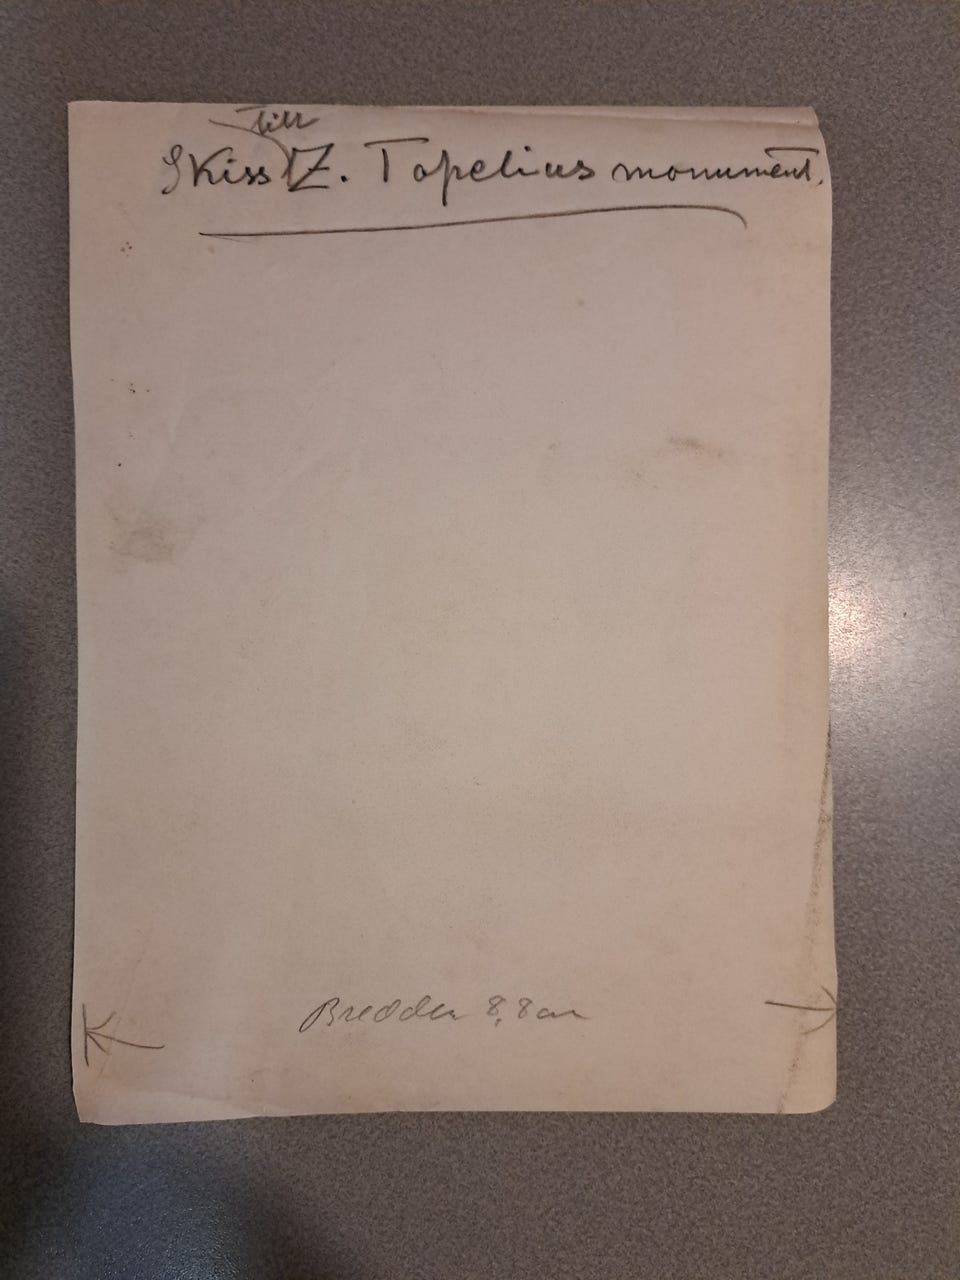 Skiss till Z. Topelius monument.
Bredden 8,8 cm